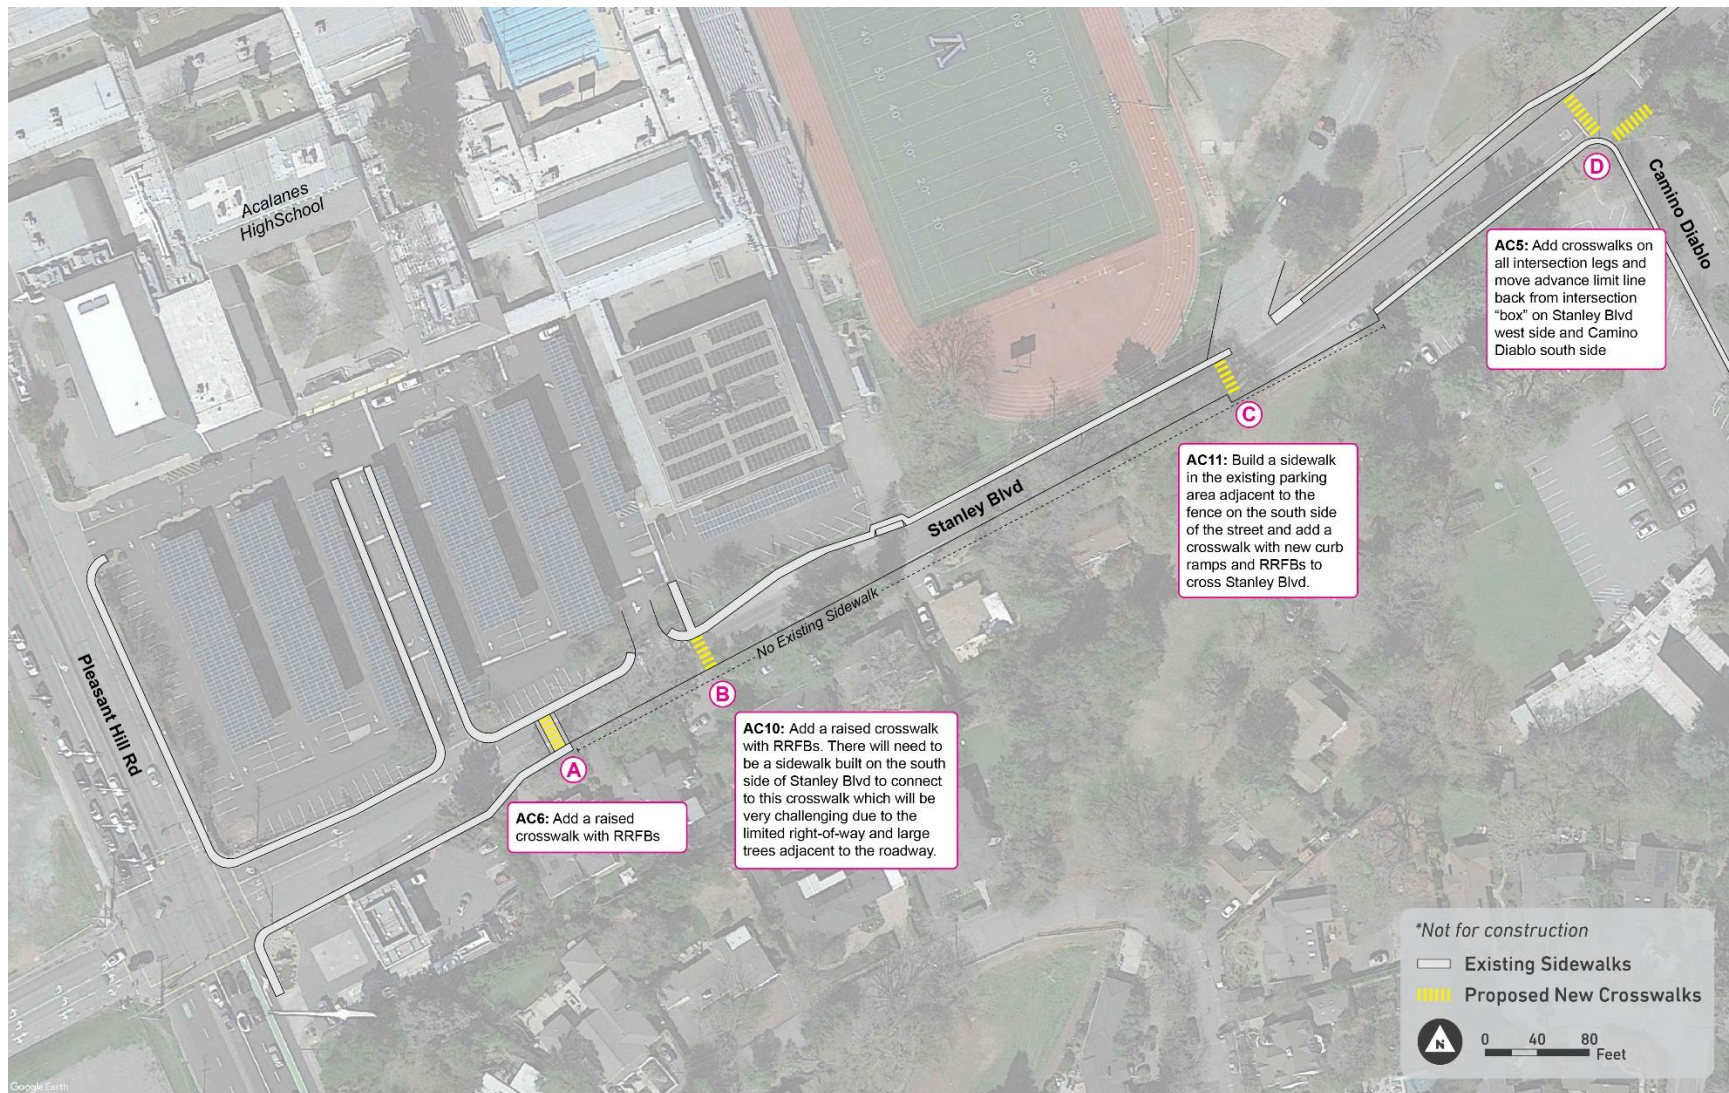 Acalanes
HighSchool
V
D
Camino Diablo
AC5: Add crosswalks on
all intersection legs and
move advance limit line
back from intersection
“box” on Stanley Blvd
west side and Camino
Diablo south side
C
AC11: Build a sidewalk
in the existing parking
area adjacent to the
fence on the south side
of the street and add a
crosswalk with new curb
ramps and RRFBs to
cross Stanley Blvd.
Stanley Blvd
No Existing Sidewalk
Pleasant Hill Rd
B
AC10: Add a raised crosswalk
with RRFBs. There will need to
be a sidewalk built on the south
side of Stanley Blvd to connect
to this crosswalk which will be
very challenging due to the
limited right-of-way and large
trees adjacent to the roadway.
A
AC6: Add a raised
crosswalk with RRFBs
*Not for construction
Existing Sidewalks
Proposed New Crosswalks
N
0 40 80
Feet
Google Earth